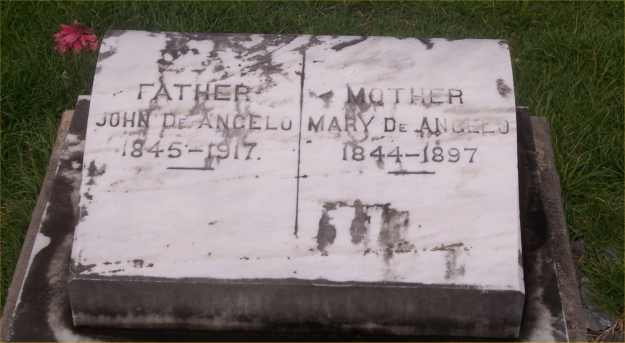 FATHER
JOHN DE ANGELO
1845-1917.
MOTHER
MARY DE ANGELO
1844-1897